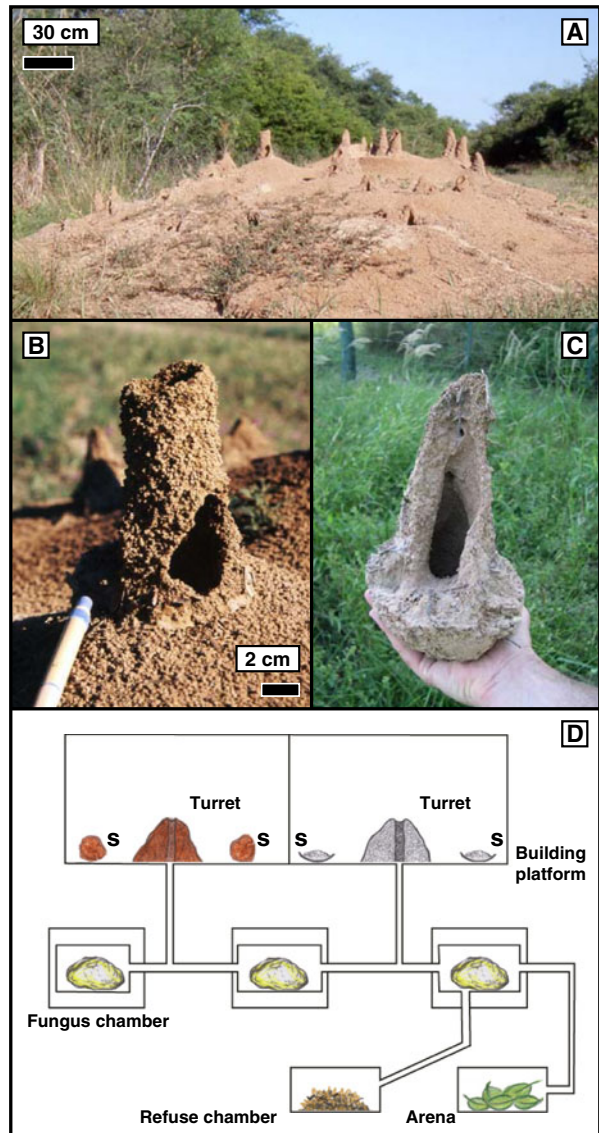 30 cm
A
B
C
2 cm
D
Turret
Turret
S
S
S
S
Building
platform
Fungus chamber
Refuse chamber
Arena